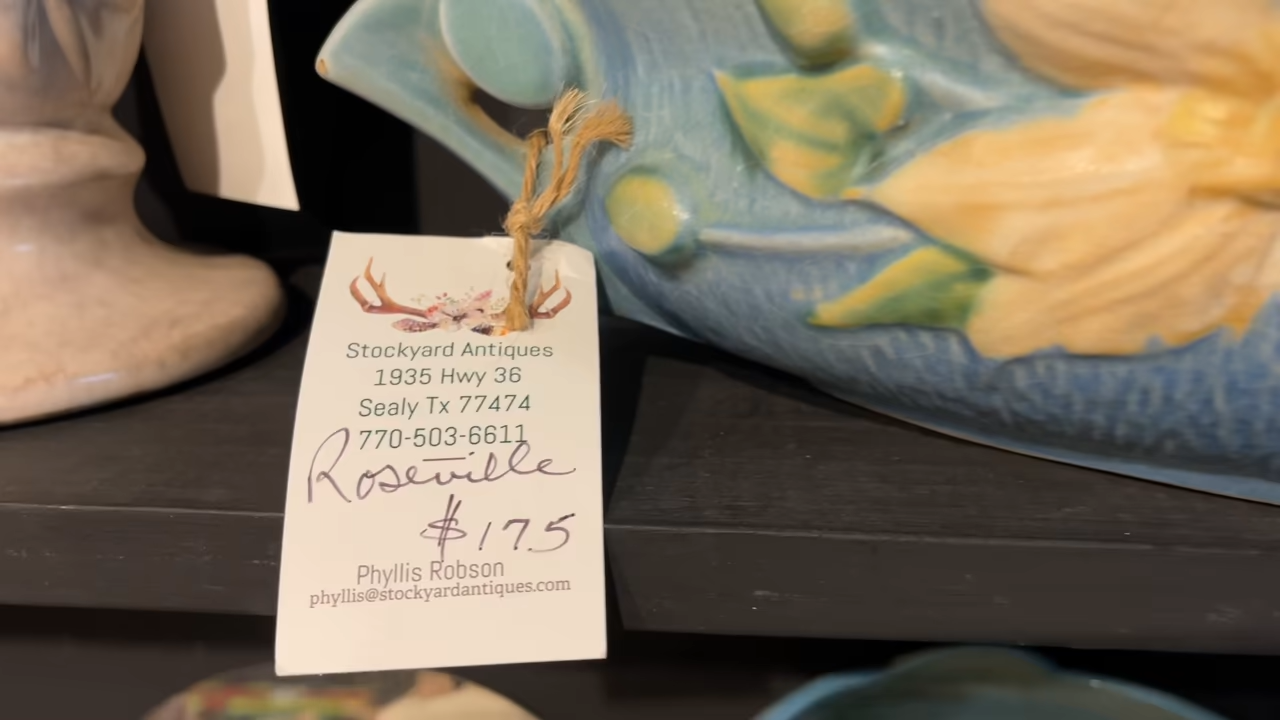 Stockyard Antiques
1935 Hwy 36
Sealy Tx 77474
770-503-6611
Roseville
$175
Phyllis Robson
phyllis@stockyardantiques.com